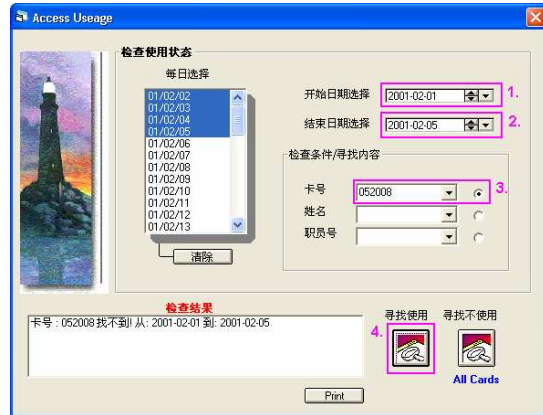 Access Useage
检查使用状态
每日选择
01/02/02
01/02/03
01/02/04
01/02/05
01/02/06
01/02/07
01/02/08
01/02/09
01/02/10
01/02/11
01/02/12
01/02/13
清除
开始日期选择 2001-02-01 1.
结束日期选择 2001-02-05 2.
检查条件/寻找内容
卡号 052008 3.
姓名
职员号
检查结果
卡号 : 052008 找不到! 从: 2001-02-01 到: 2001-02-05
寻找使用 寻找不使用
4.
All Cards
Print